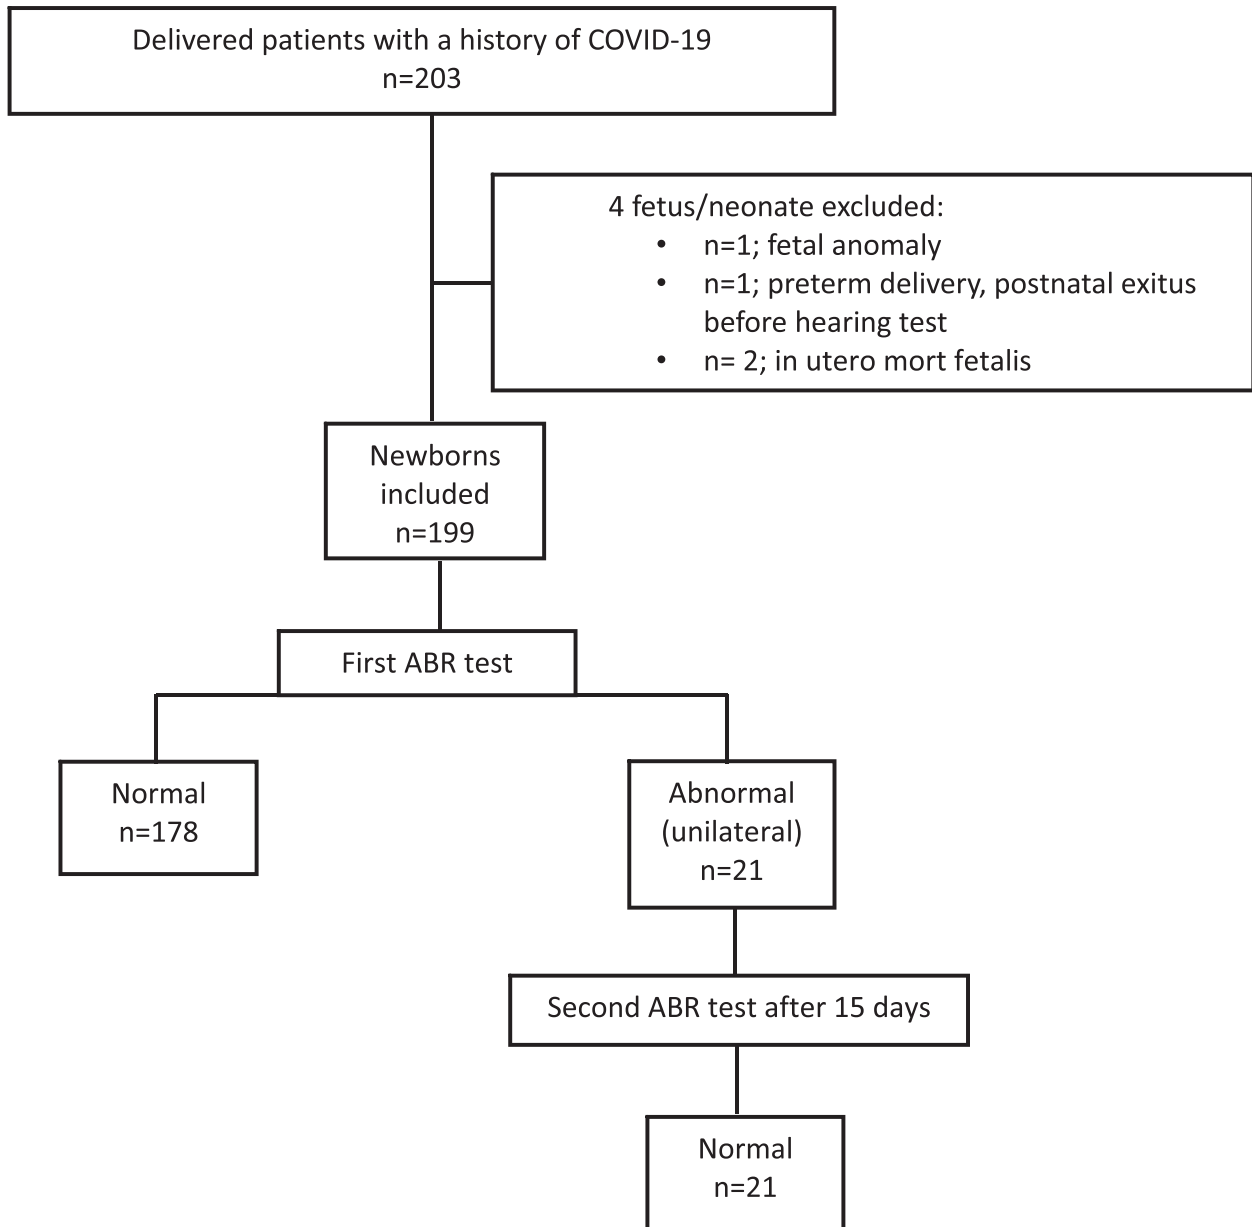 Delivered patients with a history of COVID-19
n=203
4 fetus/neonate excluded:
• n=1; fetal anomaly
• n=1; preterm delivery, postnatal exitus
before hearing test
• n= 2; in utero mort fetalis
Newborns
included
n=199
First ABR test
Normal
n=178
Abnormal
(unilateral)
n=21
Second ABR test after 15 days
Normal
n=21